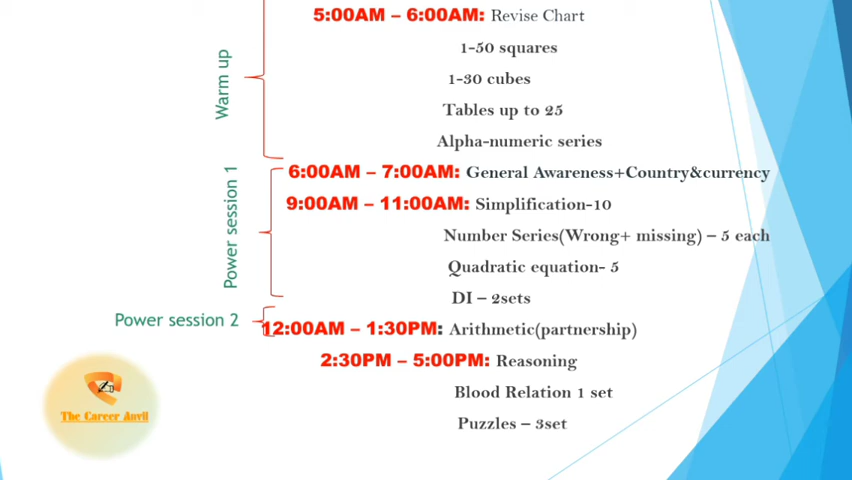 5:00AM – 6:00AM: Revise Chart
1-50 squares
1-30 cubes
Tables up to 25
Alpha-numeric series
Warm up
6:00AM – 7:00AM: General Awareness+Country&currency
9:00AM – 11:00AM: Simplification-10
Number Series(Wrong+ missing) – 5 each
Quadratic equation- 5
DI – 2sets
Power session 1
Power session 2
12:00AM – 1:30PM: Arithmetic(partnership)
2:30PM – 5:00PM: Reasoning
Blood Relation 1 set
Puzzles – 3set
The Career Anvil